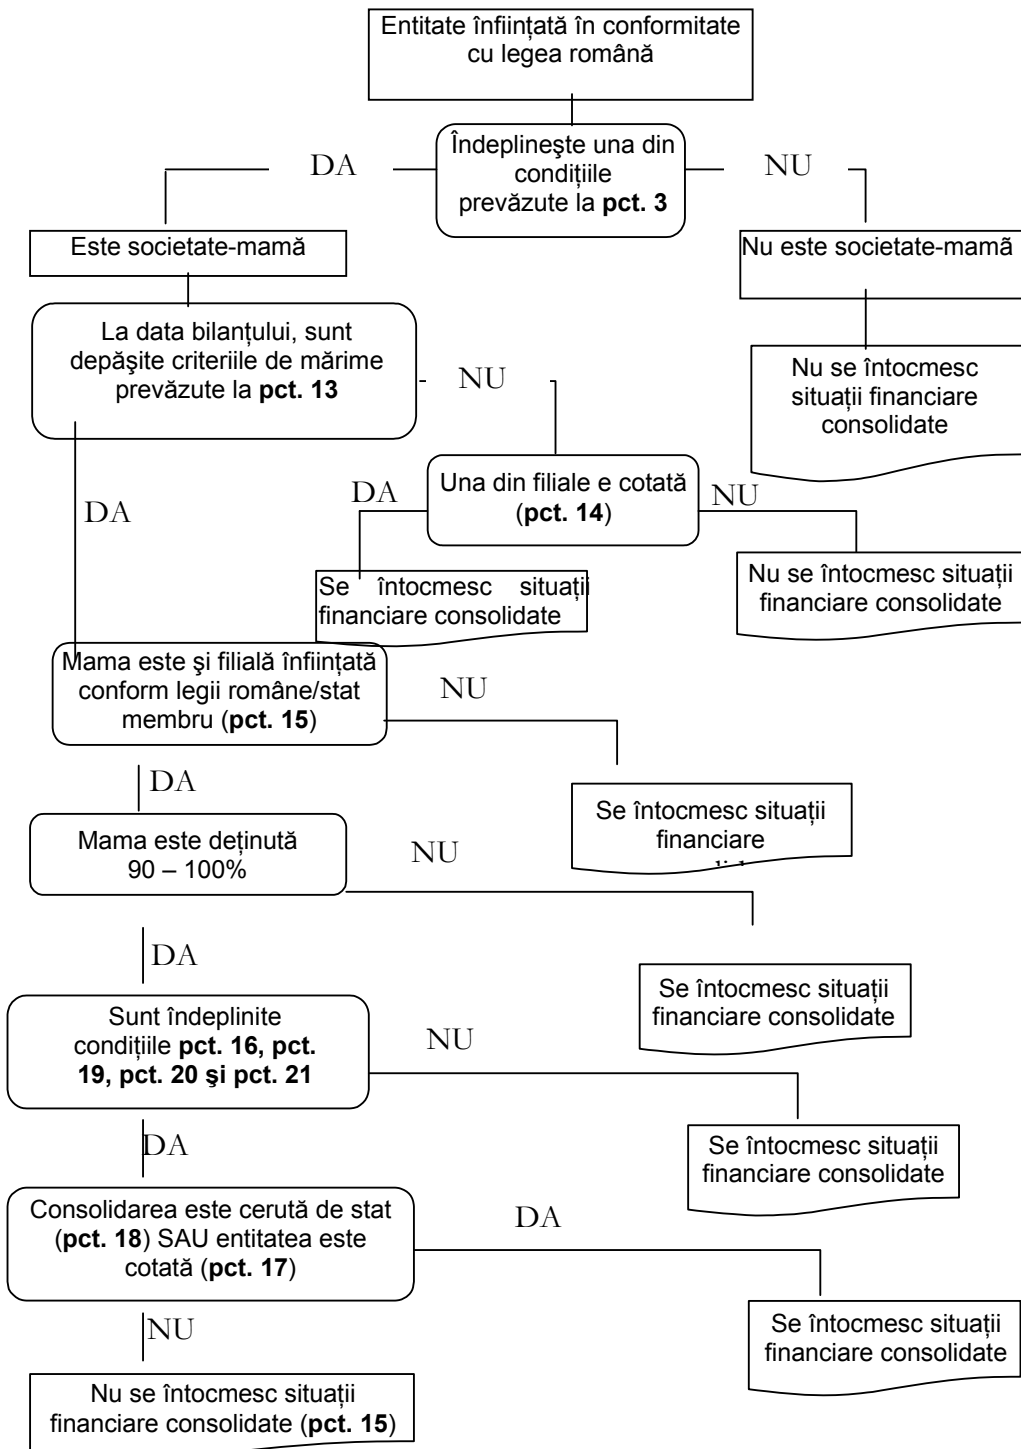 Entitate înființată în conformitate
cu legea română
Îndeplineşte una din
condițiile
prevăzute la pct. 3
DA
NU
Este societate-mamă
Nu este societate-mamă
La data bilanțului, sunt
depăşite criteriile de mărime
prevăzute la pct. 13
NU
Nu se întocmesc
situații financiare
consolidate
DA
Una din filiale e cotată
(pct. 14)
DA
NU
Se întocmesc situații
financiare consolidate
Nu se întocmesc situații
financiare consolidate
Mama este şi filială înființată
conform legii române/stat
membru (pct. 15)
NU
DA
Se întocmesc situații
financiare
Mama este deținută
90 – 100%
NU
DA
Se întocmesc situații
financiare consolidate
Sunt îndeplinite
condițiile pct. 16, pct.
19, pct. 20 şi pct. 21
NU
DA
Se întocmesc situații
financiare consolidate
Consolidarea este cerută de stat
(pct. 18) SAU entitatea este
cotată (pct. 17)
DA
NU
Se întocmesc situații
financiare consolidate
Nu se întocmesc situații
financiare consolidate (pct. 15)